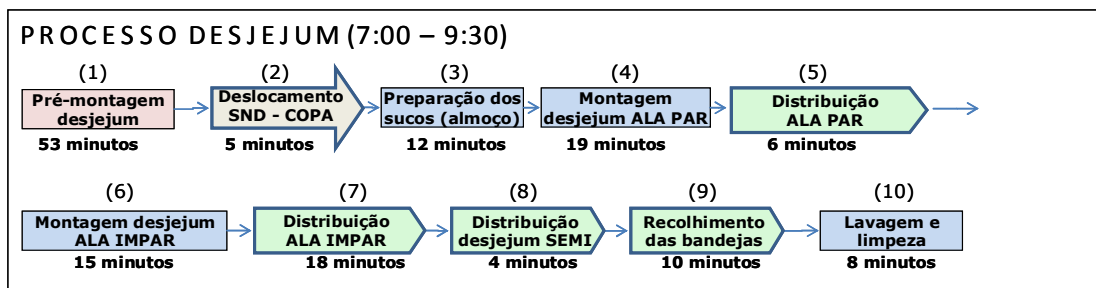 PROCESSO DESJEJUM (7:00 – 9:30)
(1)
Pré-montagem
desjejum
53 minutos
(2)
Deslocamento
SND - COPA
5 minutos
(3)
Preparação dos
sucos (almoço)
12 minutos
(4)
Montagem
desjejum ALA PAR
19 minutos
(5)
Distribuição
ALA PAR
6 minutos
(6)
Montagem desjejum
ALA IMPAR
15 minutos
(7)
Distribuição
ALA IMPAR
18 minutos
(8)
Distribuição
desjejum SEMI
4 minutos
(9)
Recolhimento
das bandejas
10 minutos
(10)
Lavagem e
limpeza
8 minutos